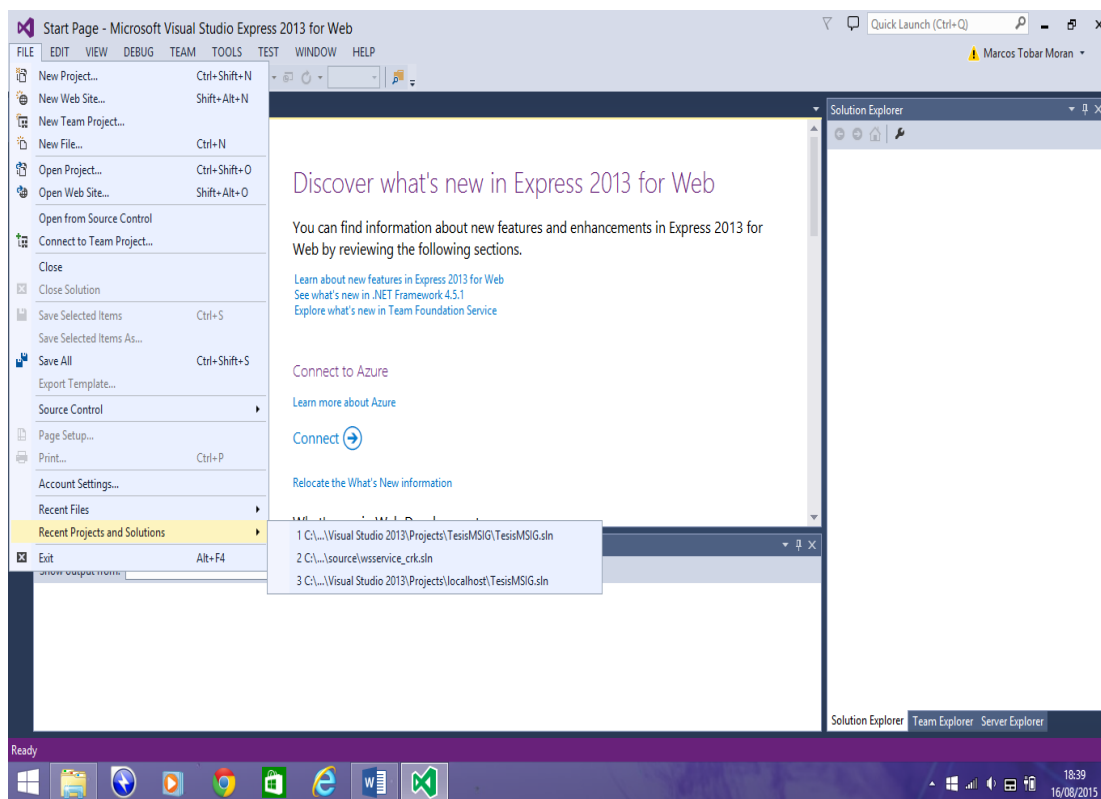 Start Page - Microsoft Visual Studio Express 2013 for Web
Quick Launch (Ctrl+Q)
FILE EDIT VIEW DEBUG TEAM TOOLS TEST WINDOW HELP
Marcos Tobar Moran
New Project... Ctrl+Shift+N
New Web Site... Shift+Alt+N
New Team Project...
New File... Ctrl+N
Open Project... Ctrl+Shift+O
Open Web Site... Shift+Alt+O
Open from Source Control
Connect to Team Project...
Close
Close Solution
Save Selected Items Ctrl+S
Save Selected Items As...
Save All Ctrl+Shift+S
Export Template...
Source Control
Page Setup...
Print... Ctrl+P
Account Settings...
Recent Files
Recent Projects and Solutions
Exit Alt+F4
1 C:\...\Visual Studio 2013\Projects\TesisMSIG\TesisMSIG.sln
2 C:\...\source\wsservice_crk.sln
3 C:\...\Visual Studio 2013\Projects\localhost\TesisMSIG.sln
Discover what's new in Express 2013 for Web
You can find information about new features and enhancements in Express 2013 for
Web by reviewing the following sections.
Learn about new features in Express 2013 for Web
See what's new in .NET Framework 4.5.1
Explore what's new in Team Foundation Service
Connect to Azure
Learn more about Azure
Connect
Relocate the What's New information
Show output from:
Solution Explorer
Solution Explorer Team Explorer Server Explorer
Ready
18:39
16/08/2015